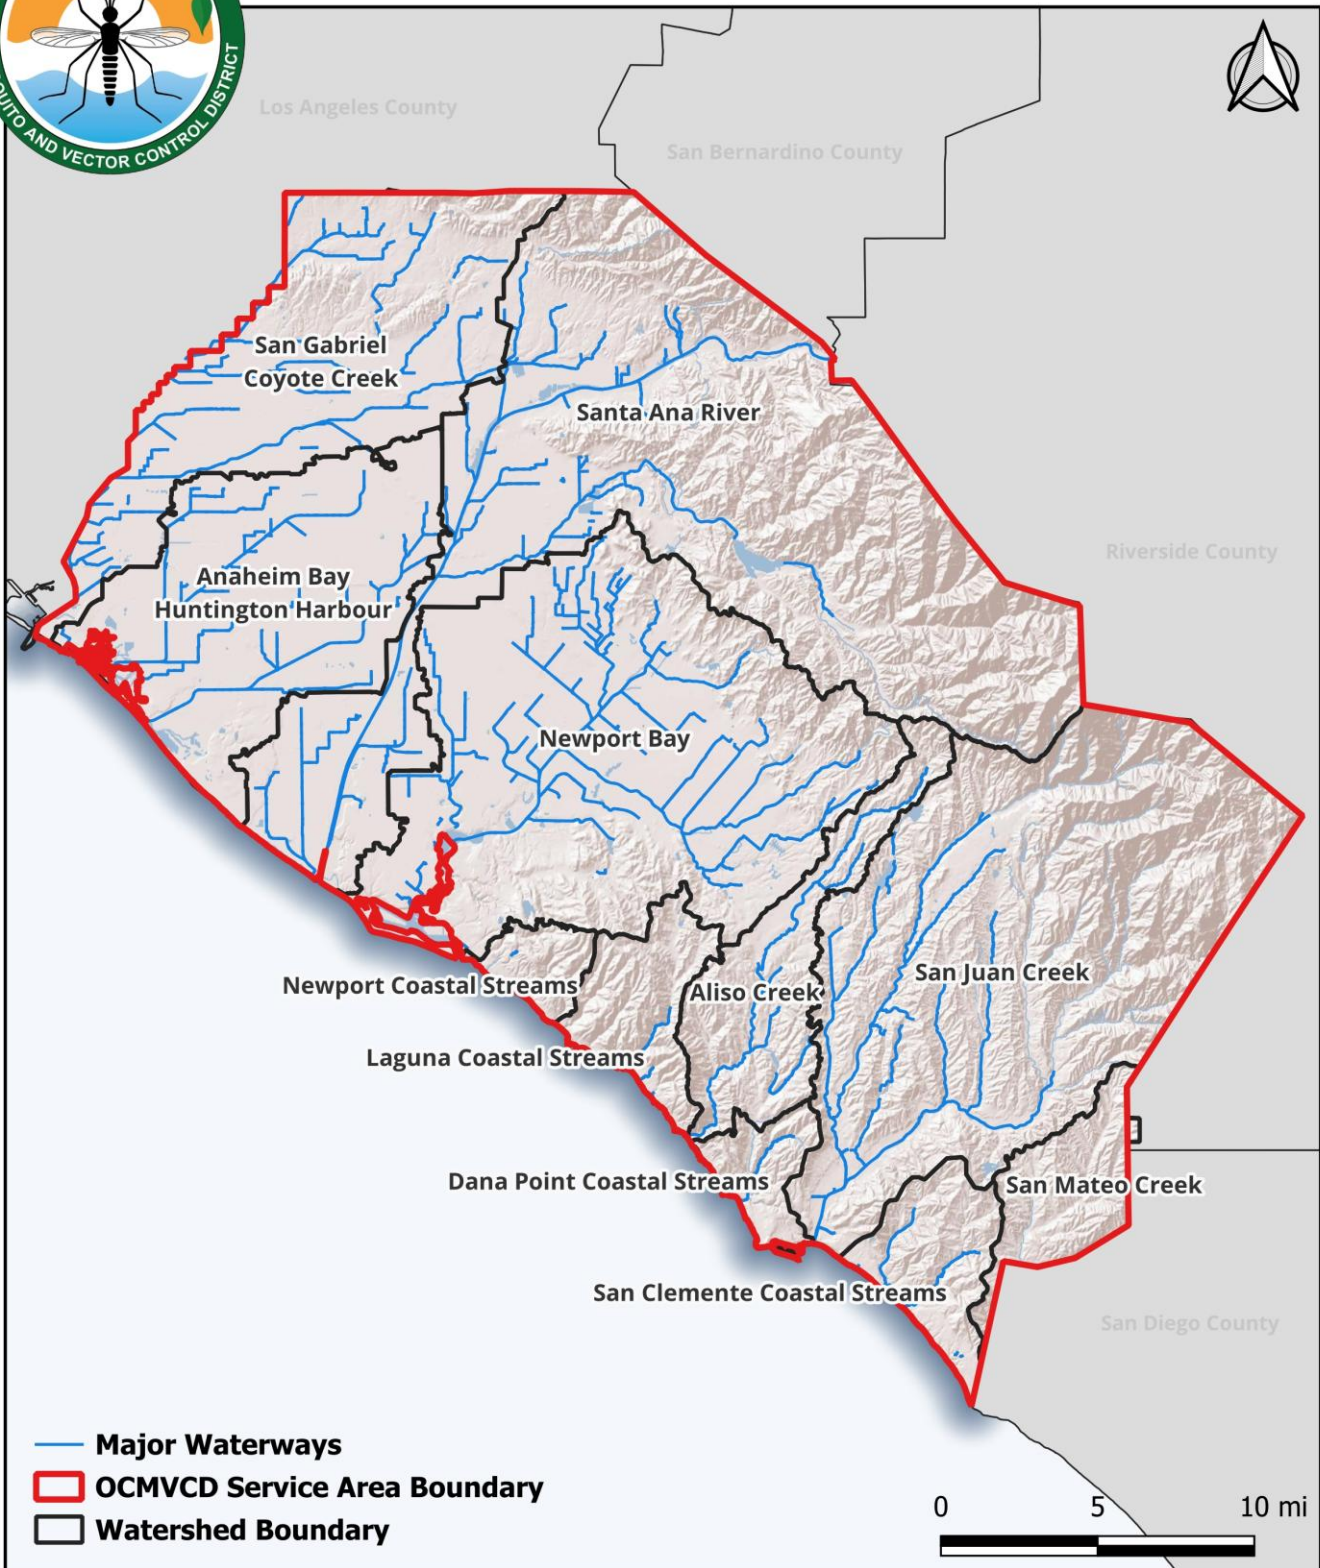 QUITO AND VECTOR CONTROL DISTRICT
Los Angeles County
San Bernardino County
San Gabriel
Coyote Creek
Santa Ana River
Riverside County
Anaheim Bay
Huntington Harbour
Newport Bay
San Juan Creek
Newport Coastal Streams
Aliso Creek
Laguna Coastal Streams
Dana Point Coastal Streams
San Mateo Creek
San Clemente Coastal Streams
San Diego County
Major Waterways
OCMVCD Service Area Boundary
Watershed Boundary
0 5 10 mi